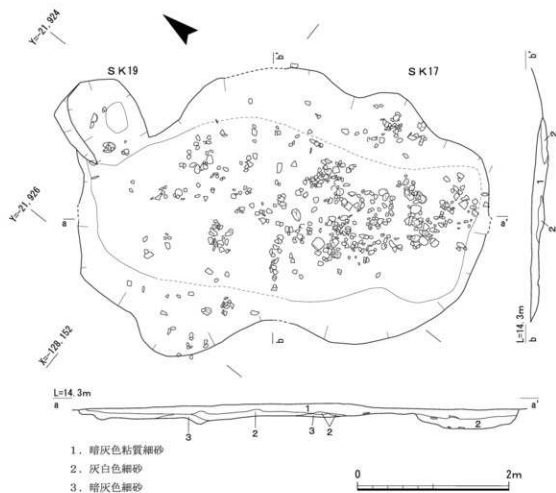 Y=-21,924
SK19
b'
SK17
b'
2
1
2
Y=-21,926
a
a'
b
L=14.3m
b
X=-128,152
L=14.3m
a
a'
1
3
2
3
2
2
1. 暗灰色粘質細砂
2. 灰白色細砂
3. 暗灰色細砂
0
2m